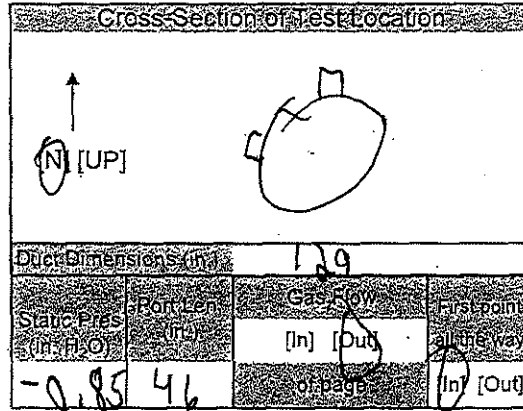 Cross-Section of Test Location
[N] [UP]
Duct Dimensions (in.) 129
Static Pres (In. H2O) Port Len. (In.) Gas Flow [In] [Out] of page First point all the way [In] [Out]
-0.85 46